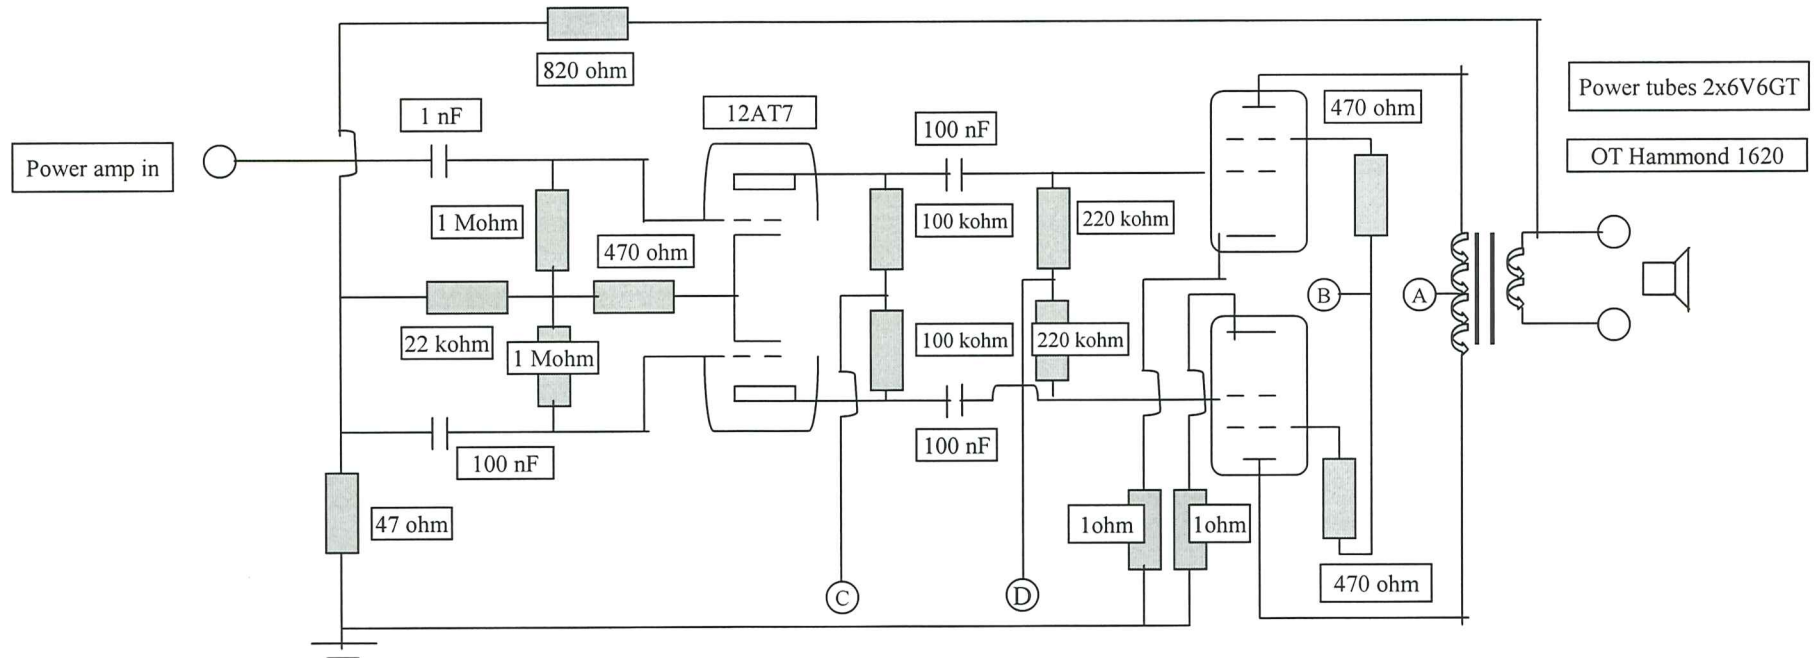 820 ohm
Power tubes 2x6V6GT
1 nF
12AT7
100 nF
470 ohm
Power amp in
OT Hammond 1620
1 Mohm
470 ohm
100 kohm
220 kohm
B
A
22 kohm
1 Mohm
100 kohm
220 kohm
100 nF
100 nF
47 ohm
1ohm
1ohm
470 ohm
C
D